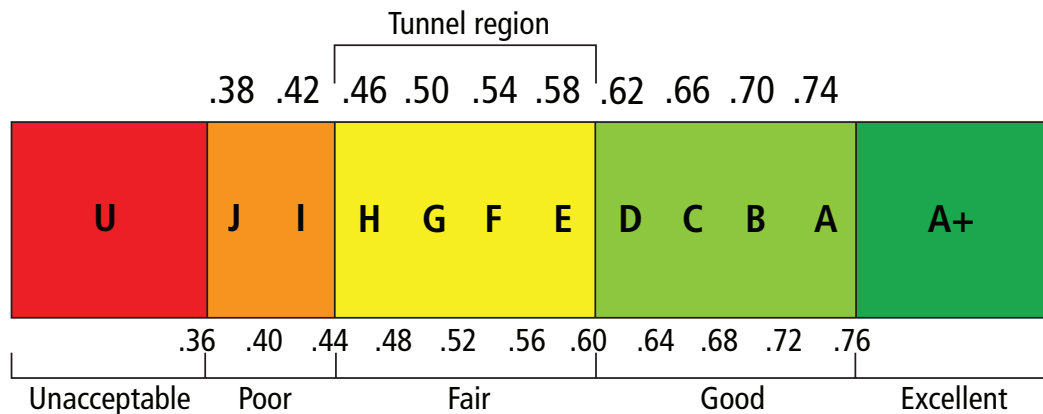 Tunnel region
.38 .42 .46 .50 .54 .58 .62 .66 .70 .74
U J I H G F E D C B A A+
.36 .40 .44 .48 .52 .56 .60 .64 .68 .72 .76
Unacceptable Poor Fair Good Excellent